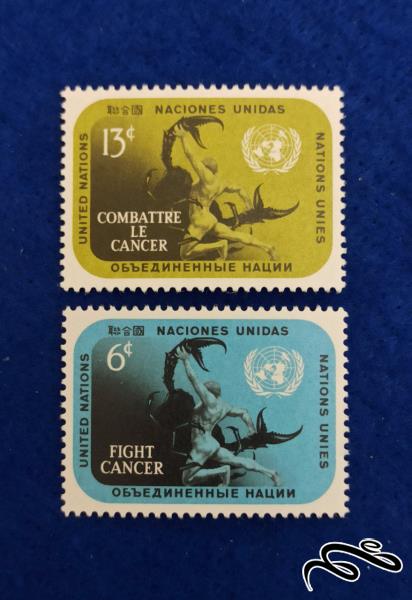 聯合國 NACIONES UNIDAS
13¢
UNITED NATIONS
NATIONS UNIES
COMBATTRE
LE
CANCER
ОБЪЕДИНЕННЫЕ НАЦИИ
聯合國 NACIONES UNIDAS
6¢
UNITED NATIONS
NATIONS UNIES
FIGHT
CANCER
ОБЪЕДИНЕННЫЕ НАЦИИ